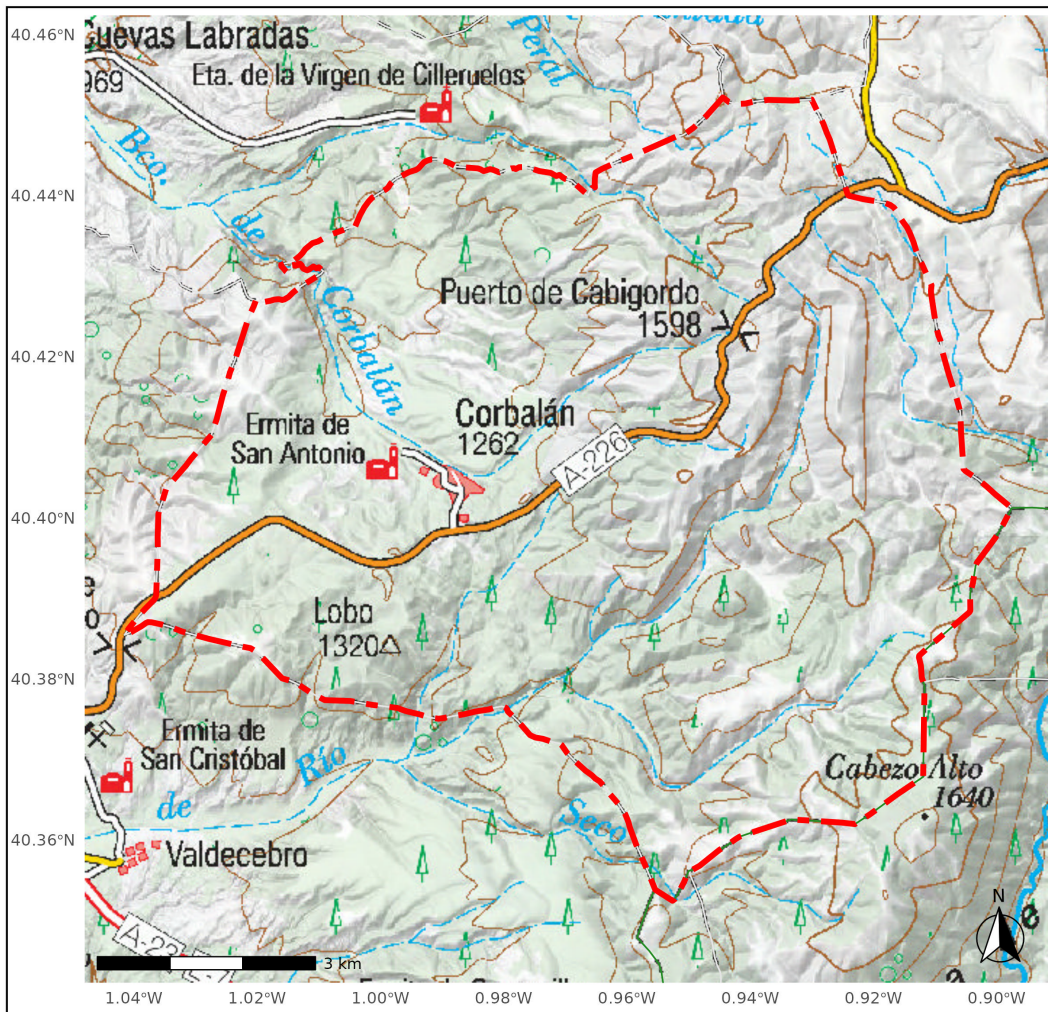 40.46°N
40.44°N
40.42°N
40.40°N
40.38°N
40.36°N
Cuevas Labradas
969
Eta. de la Virgen de Cilleruelos
Peral
Bco.
de
Corbalán
Puerto de Cabigordo
1598
Ermita de
San Antonio
Corbalán
1262
A-226
Lobo
1320
Ermita de
San Cristóbal
Río
de
Seco
Cabezo Alto
1640
Valdecebro
A-23
N
3 km
1.04°W
1.02°W
1.00°W
0.98°W
0.96°W
0.94°W
0.92°W
0.90°W